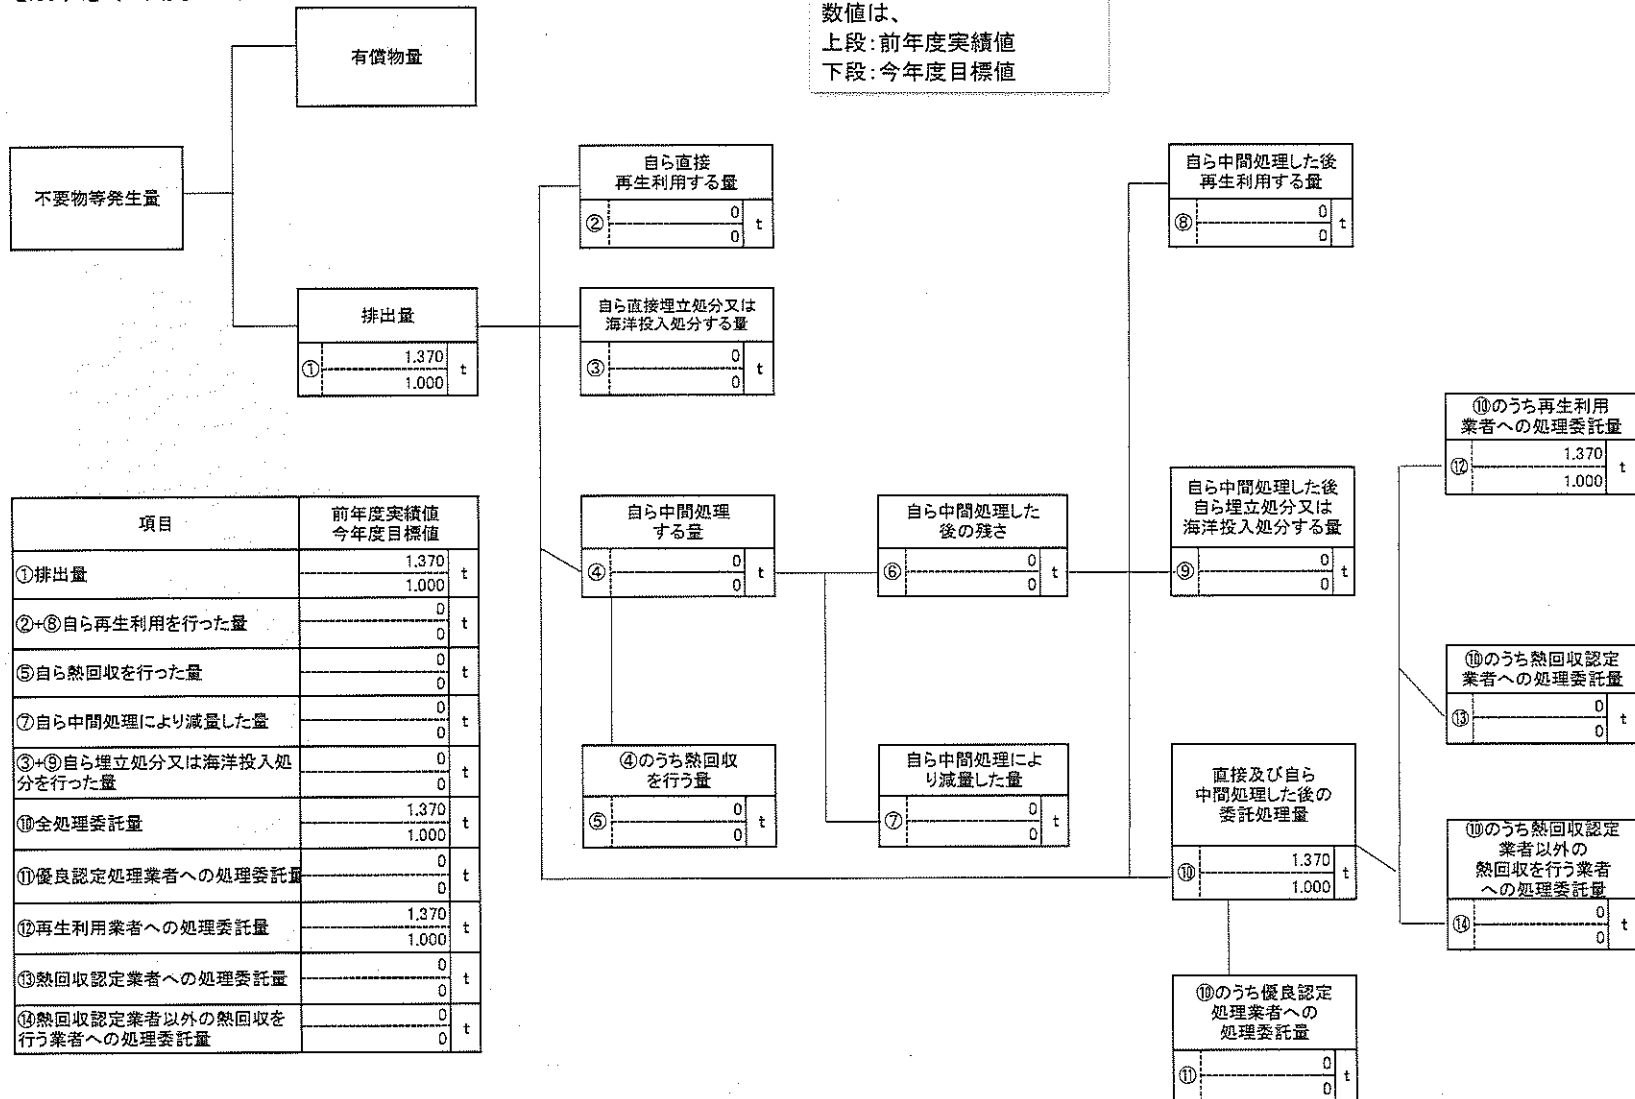 数値は、
上段:前年度実績値
下段:今年度目標値
有償物量
不要物等発生量
排出量
①
1.370
1.000
t
自ら直接
再生利用する量
②
0
0
t
自ら直接埋立処分又は
海洋投入処分する量
③
0
0
t
自ら中間処理
する量
④
0
0
t
④のうち熱回収
を行う量
⑤
0
0
t
自ら中間処理した
後の残さ
⑥
0
0
t
自ら中間処理によ
り減量した量
⑦
0
0
t
自ら中間処理した後
再生利用する量
⑧
0
0
t
自ら中間処理した後
自ら埋立処分又は
海洋投入処分する量
⑨
0
0
t
直接及び自ら
中間処理した後の
委託処理量
⑩
1.370
1.000
t
⑩のうち優良認定
処理業者への
処理委託量
⑪
0
0
t
⑩のうち再生利用
業者への処理委託量
⑫
1.370
1.000
t
⑩のうち熱回収認定
業者への処理委託量
⑬
0
0
t
⑩のうち熱回収認定
業者以外の
熱回収を行う業者
への処理委託量
⑭
0
0
t
項目
前年度実績値
今年度目標値
①排出量
1.370
1.000
t
②+⑧自ら再生利用を行った量
0
0
t
⑤自ら熱回収を行った量
0
0
t
⑦自ら中間処理により減量した量
0
0
t
③+⑨自ら埋立処分又は海洋投入処
分を行った量
0
0
t
⑩全処理委託量
1.370
1.000
t
⑪優良認定処理業者への処理委託量
0
0
t
⑫再生利用業者への処理委託量
1.370
1.000
t
⑬熱回収認定業者への処理委託量
0
0
t
⑭熱回収認定業者以外の熱回収を
行う業者への処理委託量
0
0
t